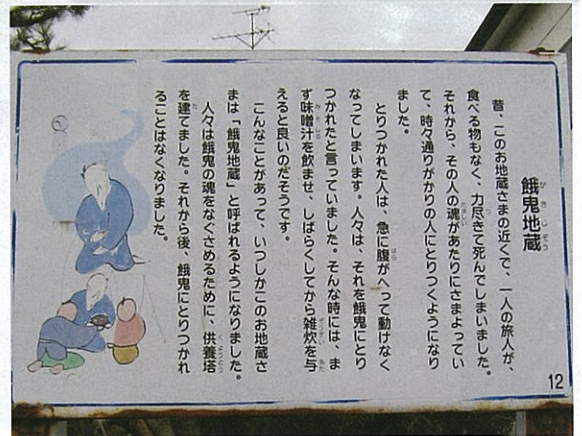 餓鬼地蔵
がきじぞう
昔、このお地蔵さまの近くで、一人の旅人が、
食べる物もなく、力尽きて死んでしまいました。
それから、その人の魂があたりにさまよってい
て、時々通りがかりの人にとりつくようになり
ました。
とりつかれた人は、急に腹がへって動けなく
なってしまいます。人々は、それを餓鬼にとり
つかれたと言っていました。そんな時には、ま
ず味噌汁を飲ませ、しばらくしてから雑炊を与
えると良いのだそうです。
こんなことがあって、いつしかこのお地蔵さ
まは「餓鬼地蔵」と呼ばれるようになりました。
人々は餓鬼の魂をなぐさめるために、供養塔
を建てました。それから後、餓鬼にとりつかれ
ることはなくなりました。
12